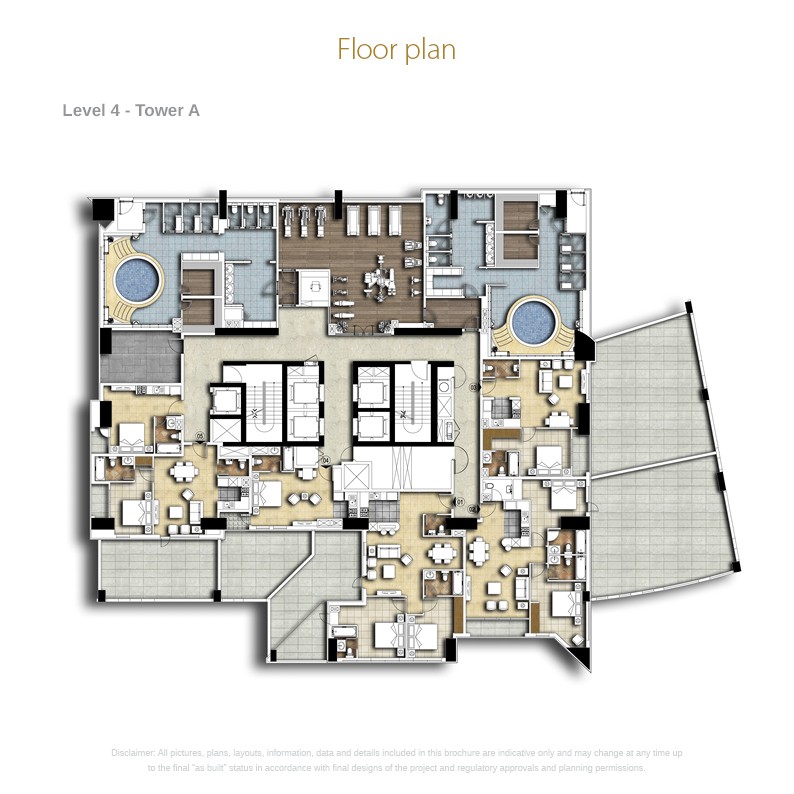 Floor plan
Level 4 - Tower A
03
05
04
01
02
Disclaimer: All pictures, plans, layouts, information, data and details included in this brochure are indicative only and may change at any time up
to the final “as built” status in accordance with final designs of the project and regulatory approvals and planning permissions.